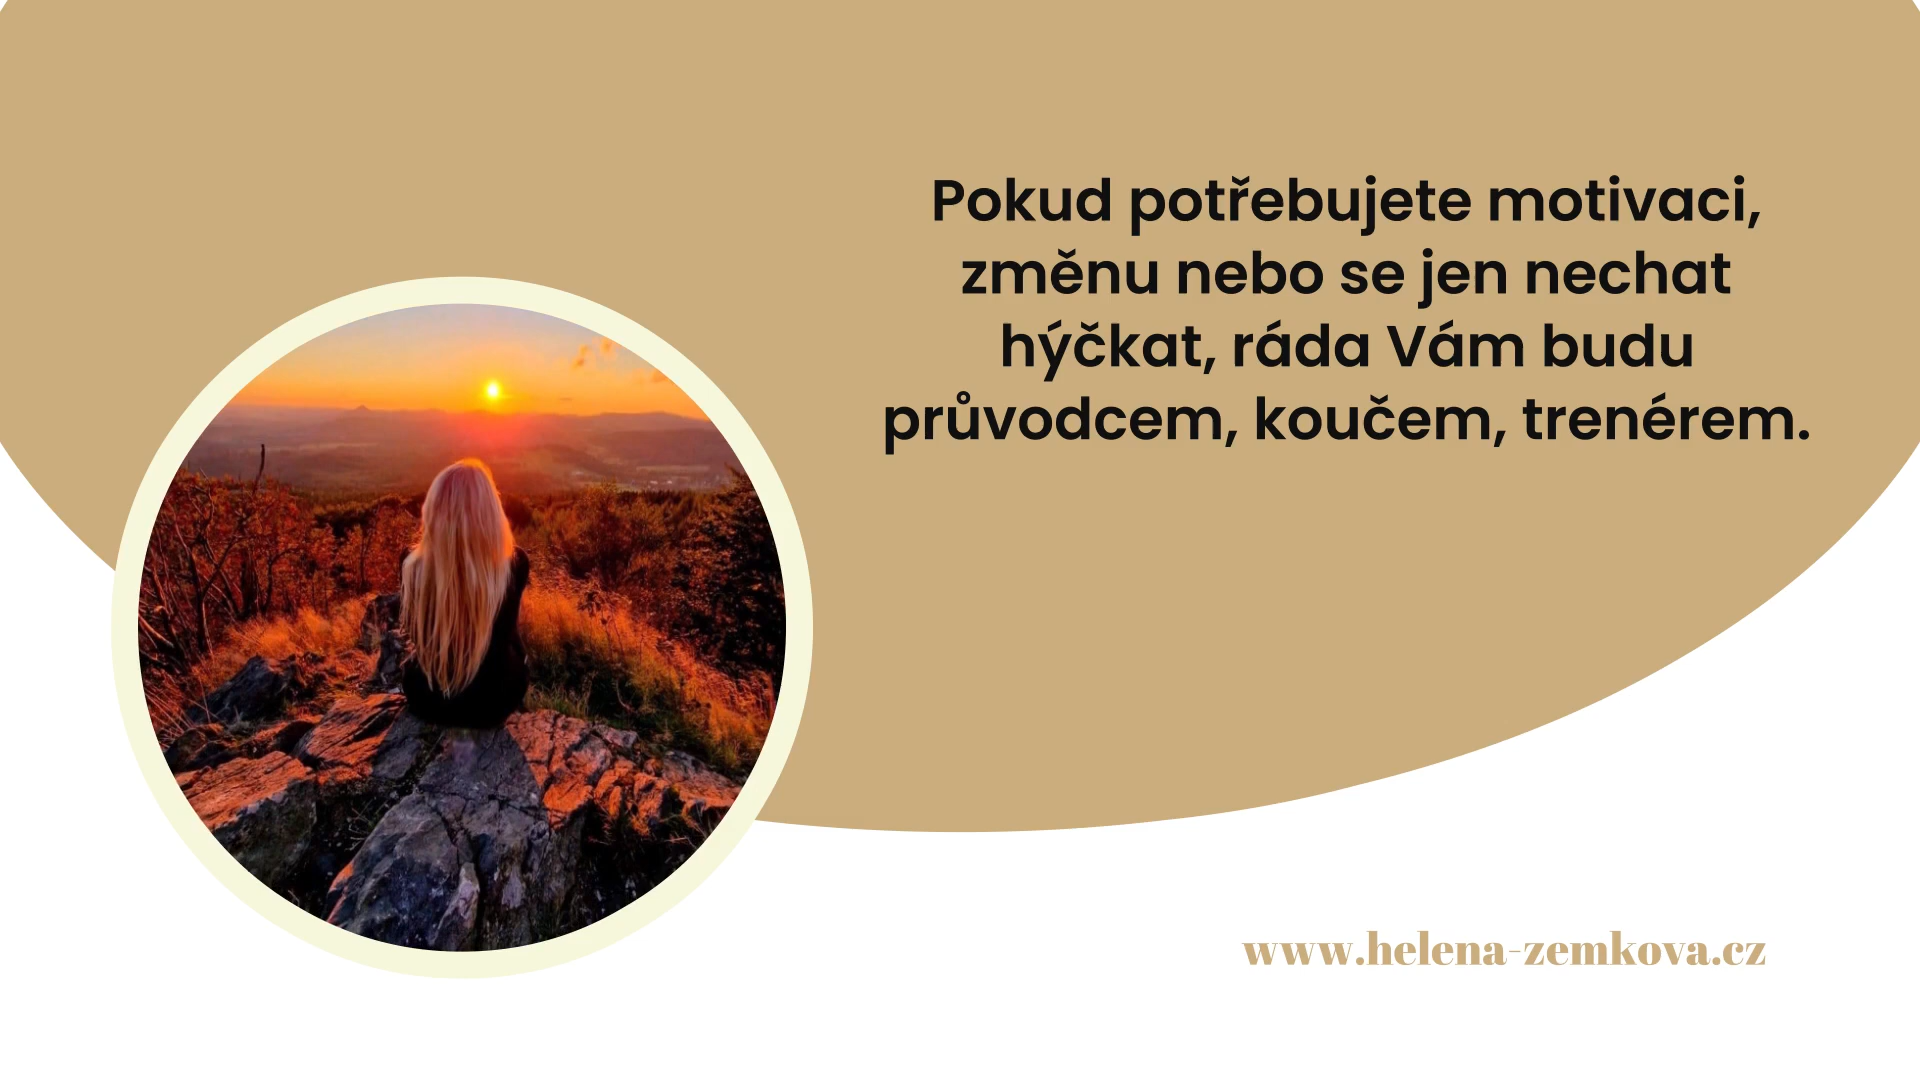 Pokud potřebujete motivaci,
změnu nebo se jen nechat
hýčkat, ráda Vám budu
průvodcem, koučem, trenérem.
www.helena-zemkova.cz